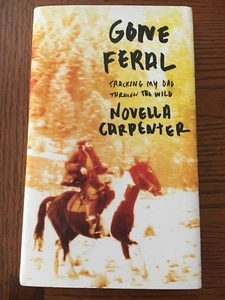 GONE
FERAL
TRACKING MY DAD
THROUGH THE WILD
NOVELLA
CARPENTER